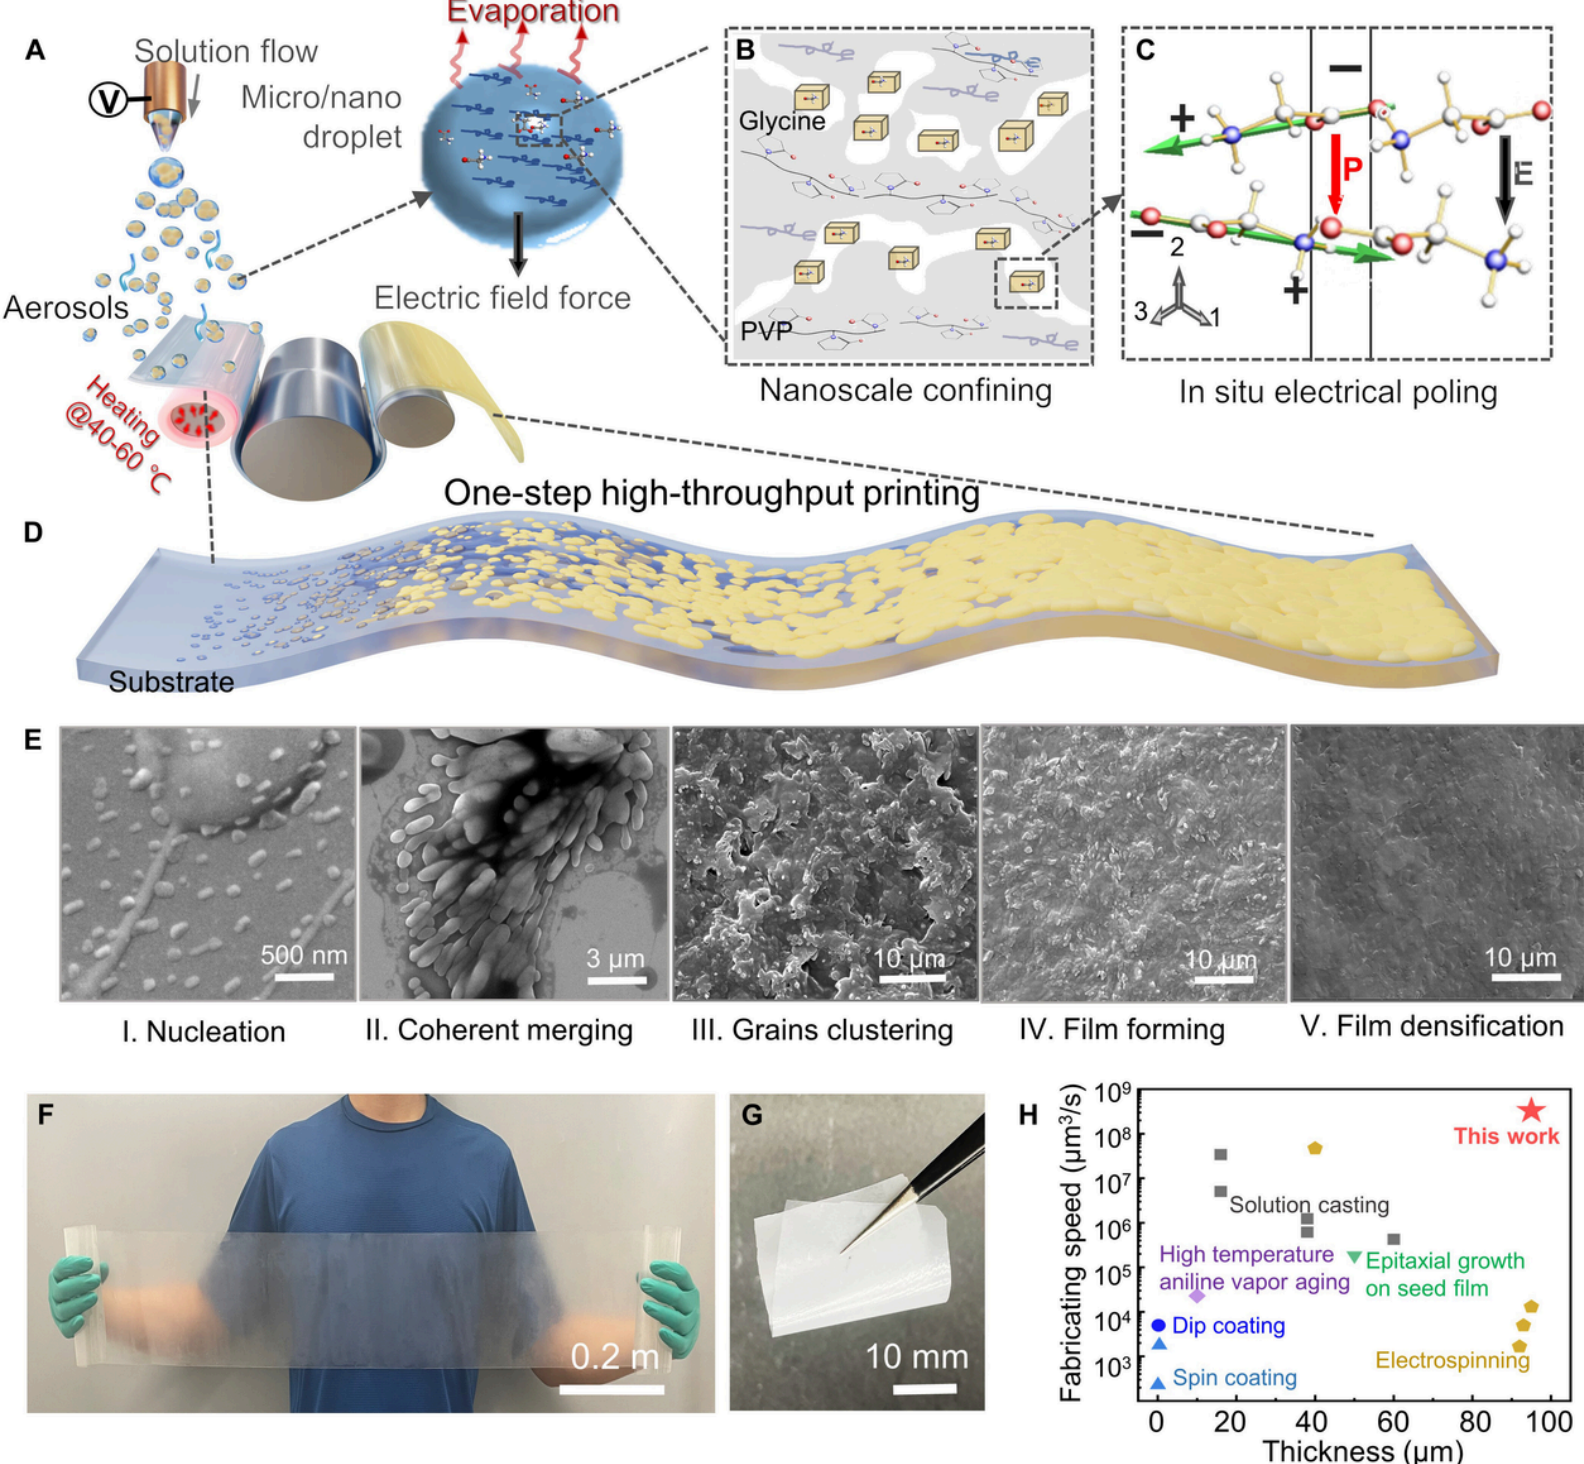 A
Solution flow
V
Micro/nano
droplet
Evaporation
Aerosols
Electric field force
Heating
@40-60 ℃
B
Glycine
PVP
Nanoscale confining
C
+
−
P
E
−
+
2
3
1
In situ electrical poling
One-step high-throughput printing
D
Substrate
E
500 nm
3 µm
10 µm
10 µm
10 µm
I. Nucleation
II. Coherent merging
III. Grains clustering
IV. Film forming
V. Film densification
F
0.2 m
G
10 mm
H
Fabricating speed (µm³/s)
10⁹
10⁸
10⁷
10⁶
10⁵
10⁴
10³
This work
Solution casting
High temperature
aniline vapor aging
Epitaxial growth
on seed film
Dip coating
Electrospinning
Spin coating
0
20
40
60
80
100
Thickness (µm)